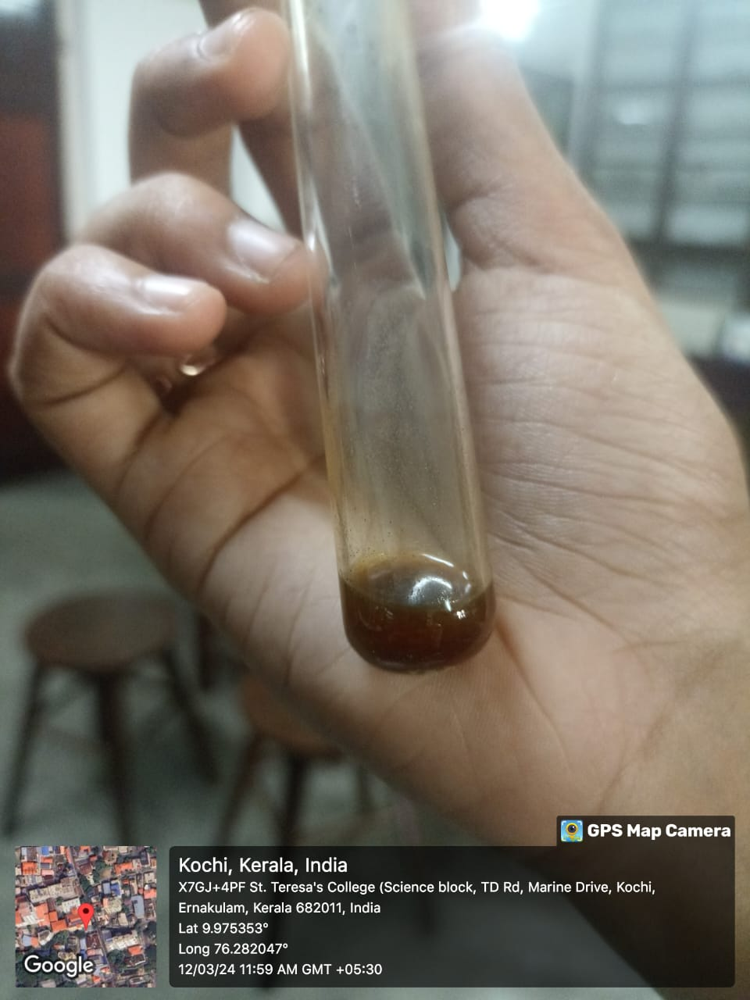 GPS Map Camera
Kochi, Kerala, India
X7GJ+4PF St. Teresa's College (Science block, TD Rd, Marine Drive, Kochi,
Ernakulam, Kerala 682011, India
Lat 9.975353°
Long 76.282047°
12/03/24 11:59 AM GMT +05:30
Google